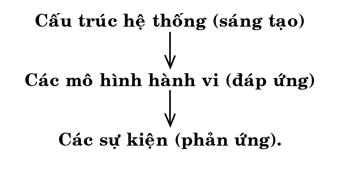 Cấu trúc hệ thống (sáng tạo)
Các mô hình hành vi (đáp ứng)
Các sự kiện (phản ứng).